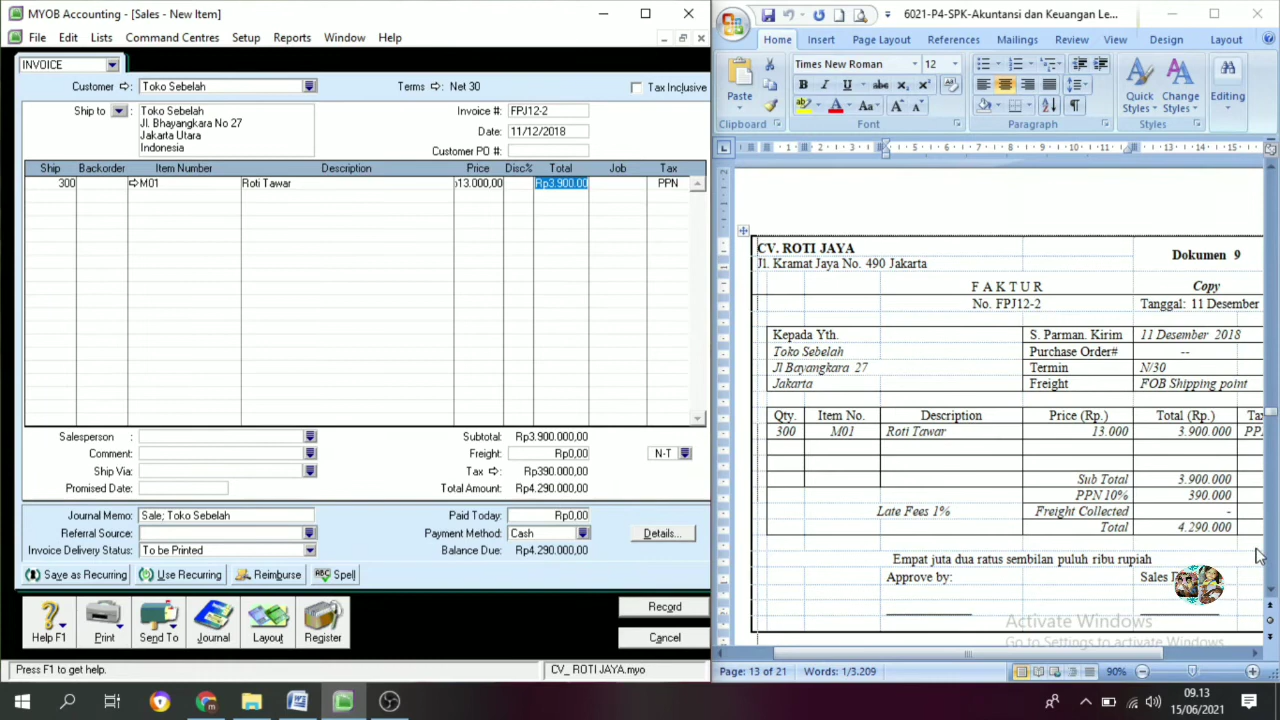 MYOB Accounting - [Sales - New Item]
File Edit Lists Command Centres Setup Reports Window Help
INVOICE
Customer : Toko Sebelah
Terms Net 30
Tax Inclusive
Ship to : Toko Sebelah
Jl. Bhayangkara No 27
Jakarta Utara
Indonesia
Invoice #: FPJ12-2
Date: 11/12/2018
Customer PO #:
Ship Backorder Item Number Description Price Disc% Total Job Tax
300 M01 Roti Tawar 13.000,00 Rp3.900.00 PPN
Salesperson :
Comment:
Ship Via:
Promised Date:
Subtotal: Rp3.900.000,00
Freight: Rp0,00 N-T
Tax : Rp390.000,00
Total Amount: Rp4.290.000,00
Journal Memo: Sale; Toko Sebelah
Referral Source:
Invoice Delivery Status: To be Printed
Paid Today: Rp0,00
Payment Method: Cash Details...
Balance Due: Rp4.290.000,00
Save as Recurring Use Recurring Reimburse Spell
Help F1 Print Send To Journal Layout Register
Record
Cancel
Press F1 to get help. CV_ ROTI JAYA.myo
6021-P4-SPK-Akuntansi dan Keuangan Le...
Home Insert Page Layout References Mailings Review View Design Layout
Times New Roman 12
Paste Quick Styles Change Styles Editing
Clipboard Font Paragraph Styles
CV. ROTI JAYA
Jl. Kramat Jaya No. 490 Jakarta
Dokumen 9
F A K T U R Copy
No. FPJ12-2 Tanggal: 11 Desember
Kepada Yth. S. Parman. Kirim 11 Desember 2018
Toko Sebelah Purchase Order# --
Jl Bayangkara 27 Termin N/30
Jakarta Freight FOB Shipping point
Qty. Item No. Description Price (Rp.) Total (Rp.)
300 M01 Roti Tawar 13.000 3.900.000
Sub Total 3.900.000
PPN 10% 390.000
Late Fees 1% Freight Collected -
Total 4.290.000
Empat juta dua ratus sembilan puluh ribu rupiah
Approve by: Sales
Activate Windows
Go to Settings to activate Windows
Page: 13 of 21 Words: 1/3.209 90%
09.13
15/06/2021